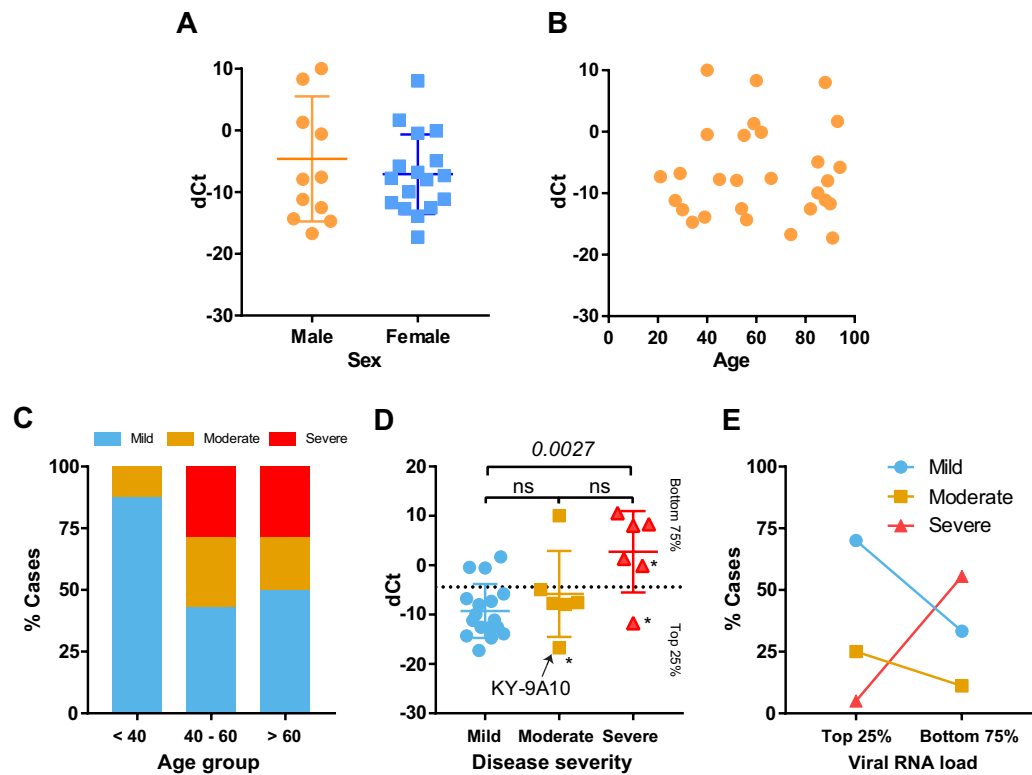 A
dCt
10
0
-10
-20
-30
Male
Female
Sex
B
dCt
10
0
-10
-20
-30
0
20
40
60
80
100
Age
C
Mild
Moderate
Severe
% Cases
100
75
50
25
0
< 40
40 - 60
> 60
Age group
D
0.0027
ns
ns
dCt
20
10
0
-10
-20
-30
Bottom 75%
Top 25%
*
*
*
KY-9A10
Mild
Moderate
Severe
Disease severity
E
Mild
Moderate
Severe
% Cases
100
75
50
25
0
Top 25%
Bottom 75%
Viral RNA load